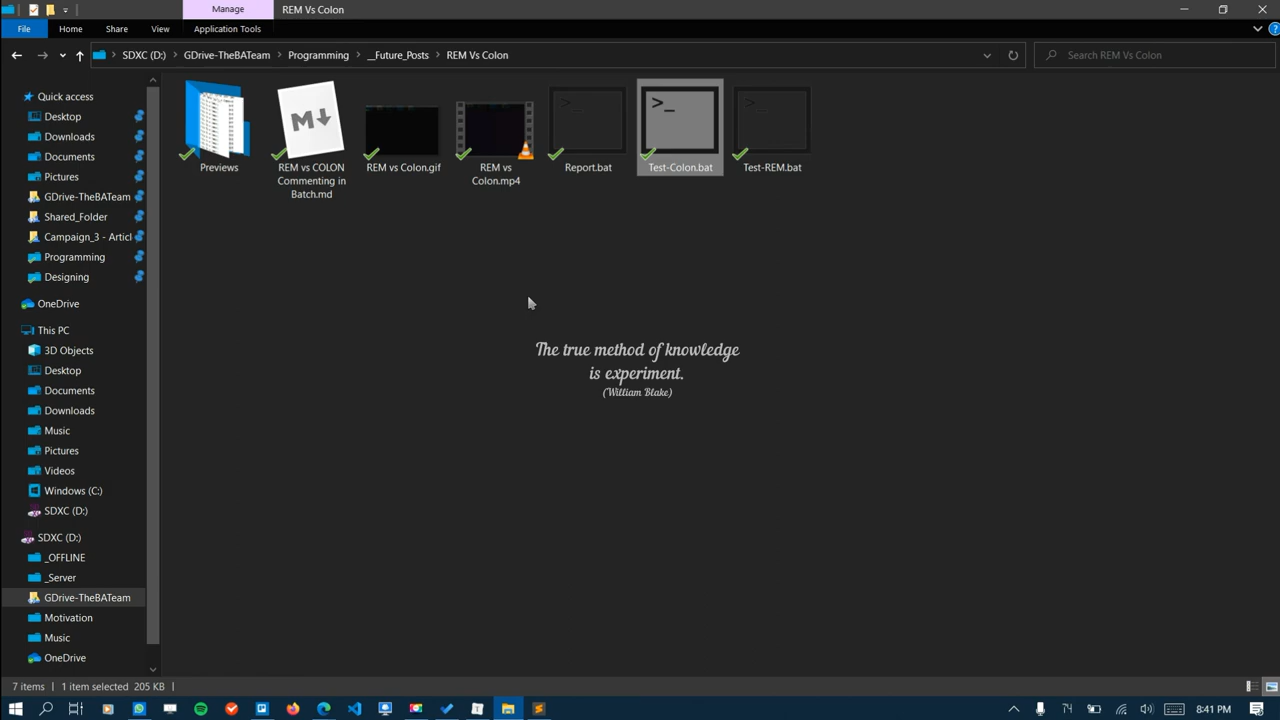 Manage
REM Vs Colon
File
Home
Share
View
Application Tools
SDXC (D:)
GDrive-TheBATeam
Programming
__Future_Posts
REM Vs Colon
Search REM Vs Colon
Quick access
Desktop
Downloads
Documents
Pictures
GDrive-TheBATeam
Shared_Folder
Campaign_3 - Articl
Programming
Designing
OneDrive
This PC
3D Objects
Desktop
Documents
Downloads
Music
Pictures
Videos
Windows (C:)
SDXC (D:)
SDXC (D:)
_OFFLINE
_Server
GDrive-TheBATeam
Motivation
Music
OneDrive
Previews
M
REM vs COLON
Commenting in
Batch.md
REM vs Colon.gif
REM vs
Colon.mp4
Report.bat
>_
Test-Colon.bat
Test-REM.bat
The true method of knowledge
is experiment.
(William Blake)
7 items
1 item selected 205 KB
74
8:41 PM